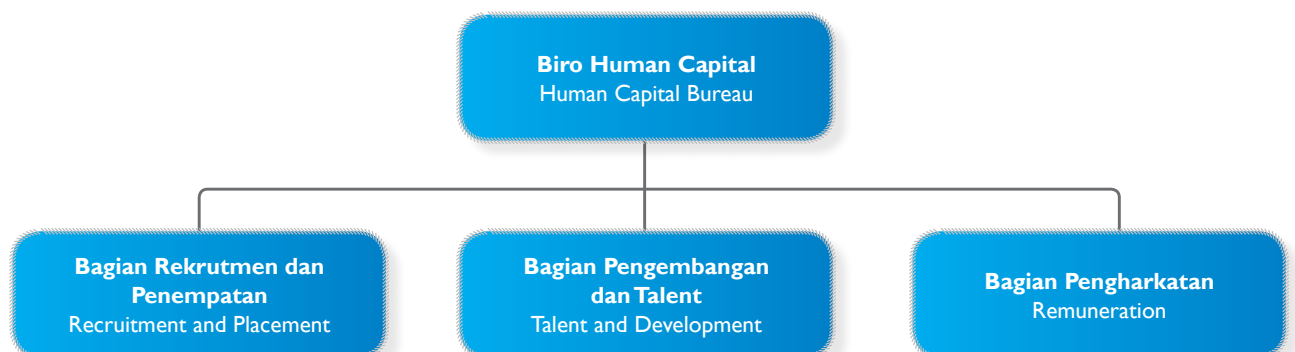 Biro Human Capital
Human Capital Bureau
Bagian Rekrutmen dan
Penempatan
Recruitment and Placement
Bagian Pengembangan
dan Talent
Talent and Development
Bagian Pengharkatan
Remuneration